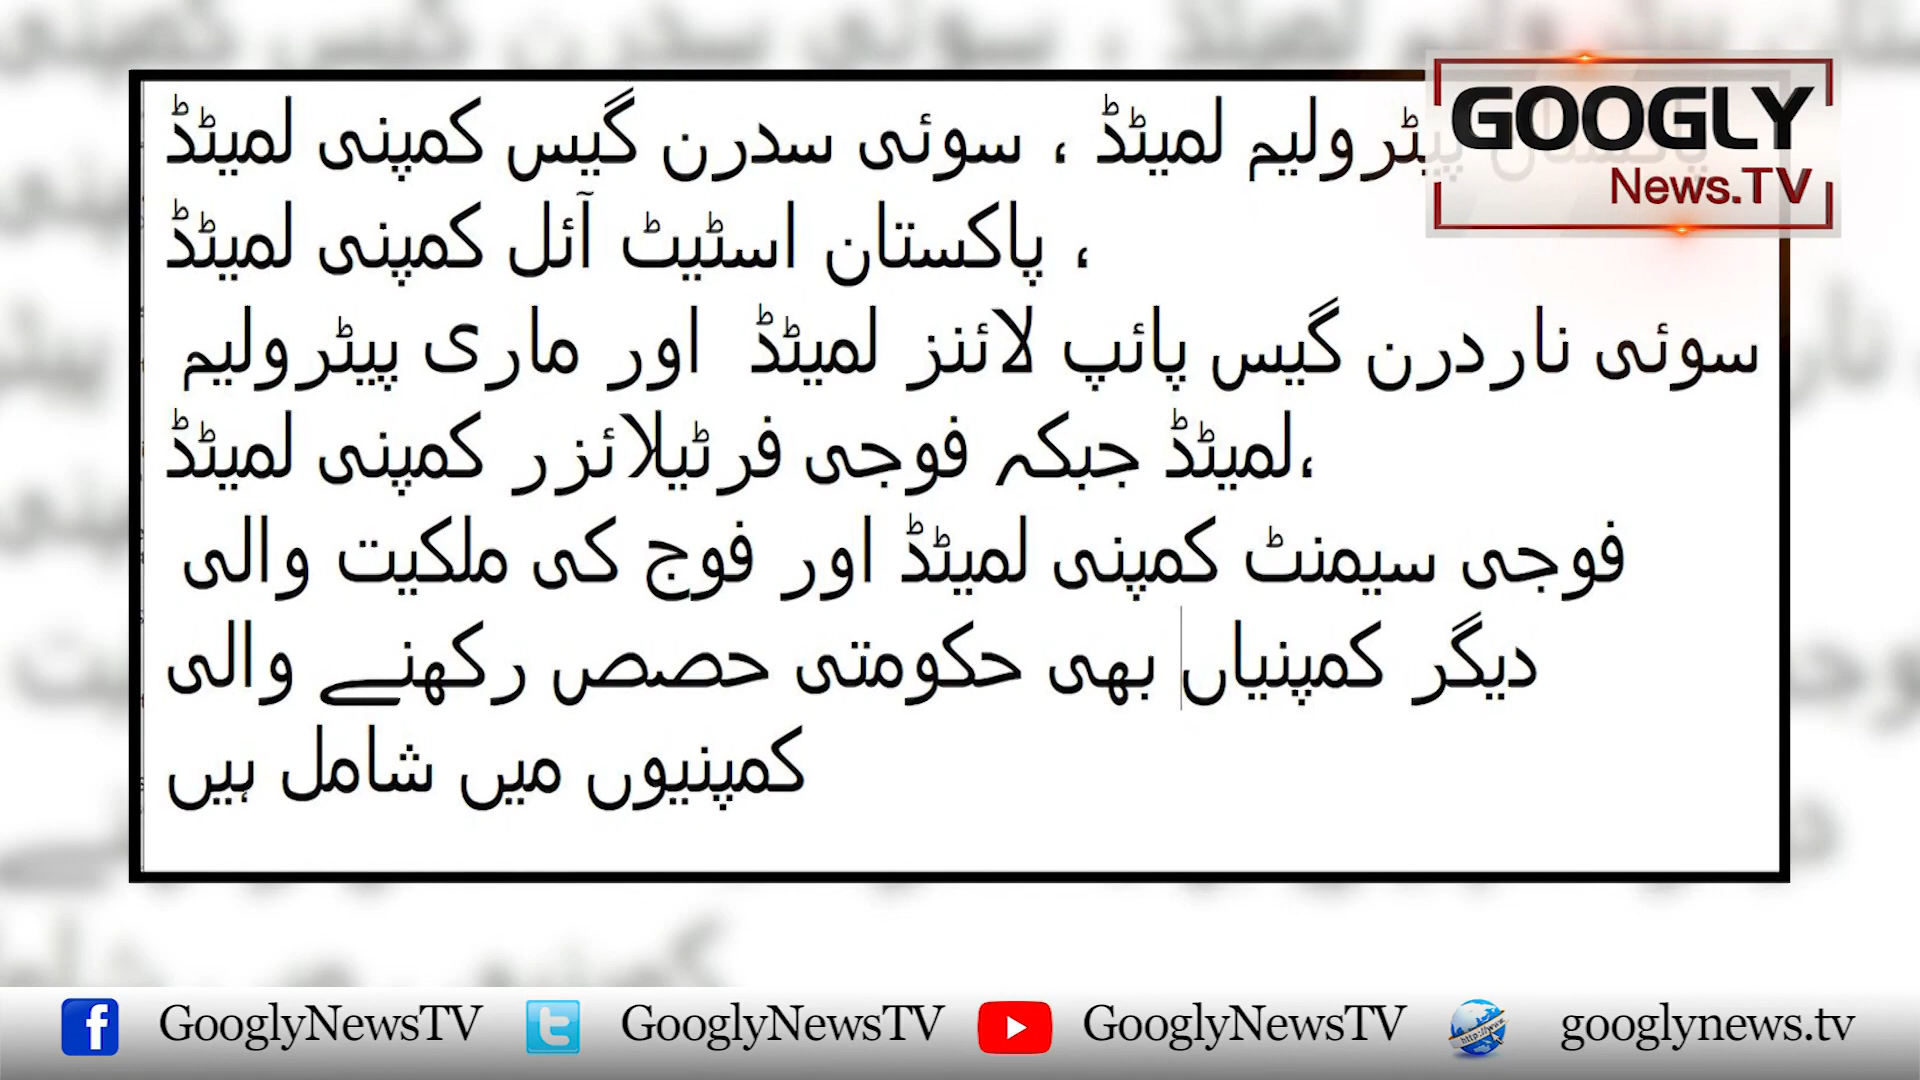 پاکستان پیٹرولیم لمیٹڈ ، سوئی سدرن گیس کمپنی لمیٹڈ
، پاکستان اسٹیٹ آئل کمپنی لمیٹڈ
سوئی ناردرن گیس پائپ لائنز لمیٹڈ اور ماری پیٹرولیم
،لمیٹڈ جبکہ فوجی فرٹیلائزر کمپنی لمیٹڈ
فوجی سیمنٹ کمپنی لمیٹڈ اور فوج کی ملکیت والی
دیگر کمپنیاں بھی حکومتی حصص رکھنے والی
کمپنیوں میں شامل ہیں
GOOGLY
News.TV
GooglyNewsTV GooglyNewsTV GooglyNewsTV googlynews.tv